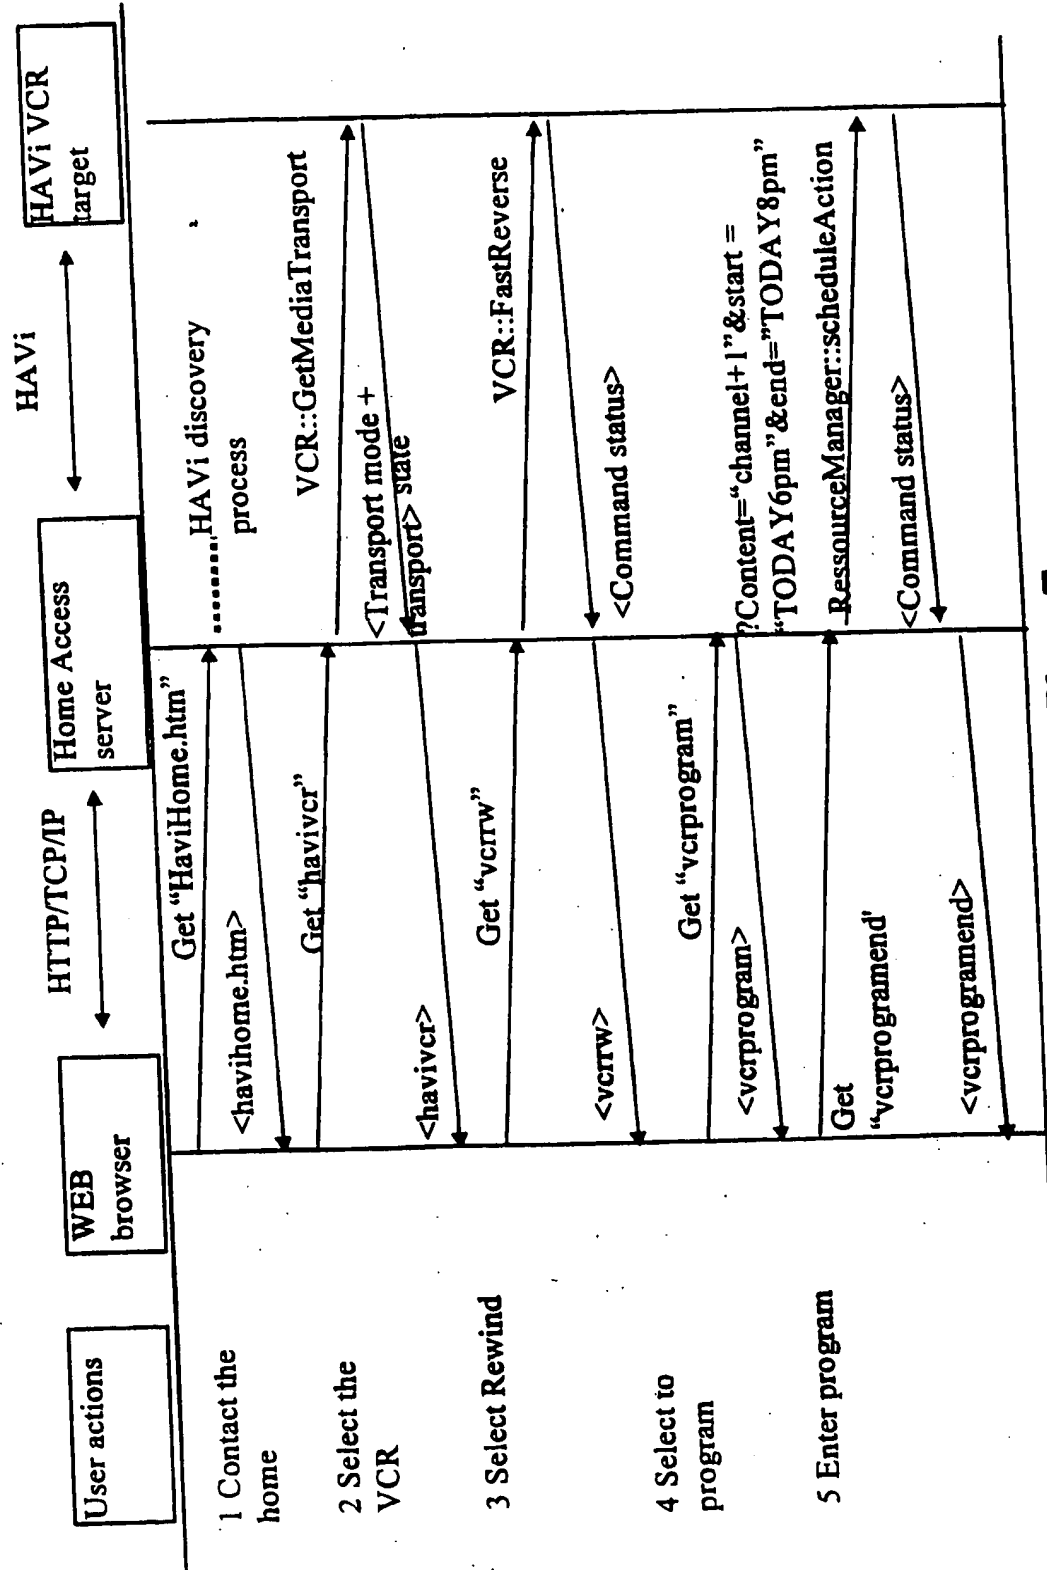 User actions
WEB
browser
HTTP/TCP/IP
Home Access
server
HAVi
HAVi VCR
target
1 Contact the
home
Get “HaviHome.htm”
<havihome.htm>
HAVi discovery
process
2 Select the
VCR
Get “havivcr”
<havivcr>
VCR::GetMediaTransport
<Transport mode +
transport> state
3 Select Rewind
Get “vcrrw”
<vcrrw>
VCR::FastReverse
<Command status>
4 Select to
program
Get “vcrprogram”
<vcrprogram>
?Content=“channel+1”&start =
“TODAY6pm”&end=”TODAY8pm”
5 Enter program
Get
“vcrprogramend'
<vcrprogramend>
RessourceManager::scheduleAction
<Command status>